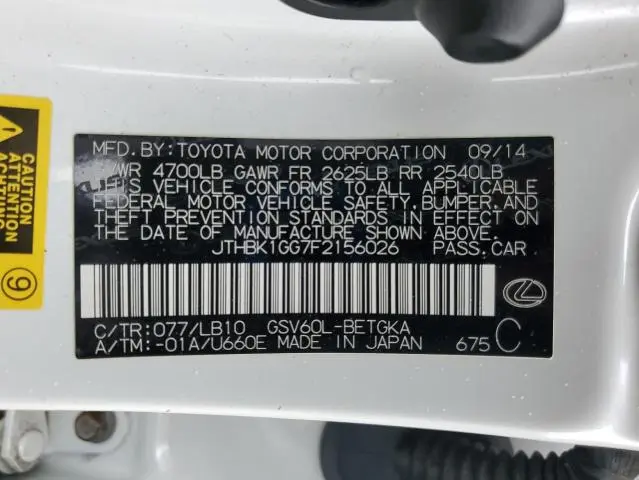 MFD.BY:TOYOTA MOTOR CORPORATION 09/14
WR 4700LB GAWR FR 2625LB RR 2540LB
THIS VEHICLE CONFORMS TO ALL APPLICABLE
FEDERAL MOTOR VEHICLE SAFETY, BUMPER, AND
THEFT PREVENTION STANDARDS IN EFFECT ON
THE DATE OF MANUFACTURE SHOWN ABOVE.
JTHBK1GG7F2156026 PASS.CAR
C/TR:077/LB10 GSV60L-BETGKA
A/TM:-01A/U660E MADE IN JAPAN 675 C
CAUTION
9